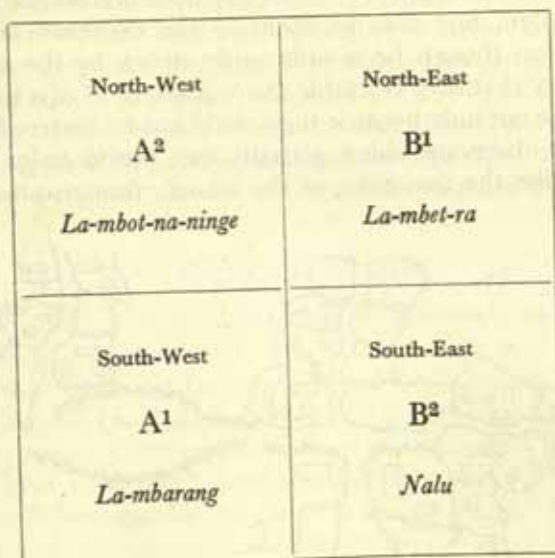 North-West
A²
La-mbot-na-ninge
North-East
B¹
La-mbet-ra
South-West
A¹
La-mbarang
South-East
B²
Nalu